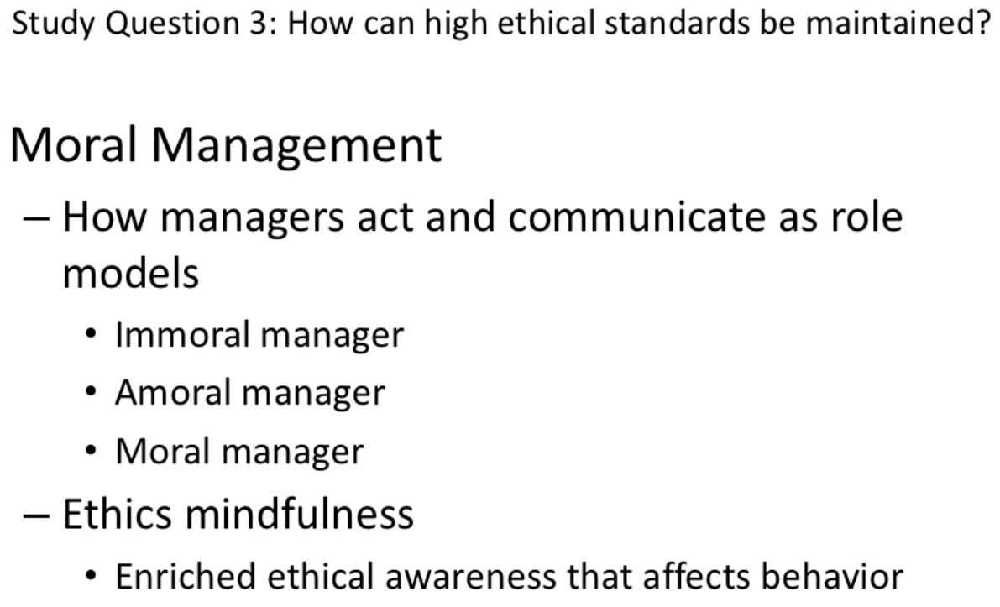 Study Question 3: How can high ethical standards be maintained?
Moral Management
– How managers act and communicate as role
models
• Immoral manager
• Amoral manager
• Moral manager
– Ethics mindfulness
• Enriched ethical awareness that affects behavior